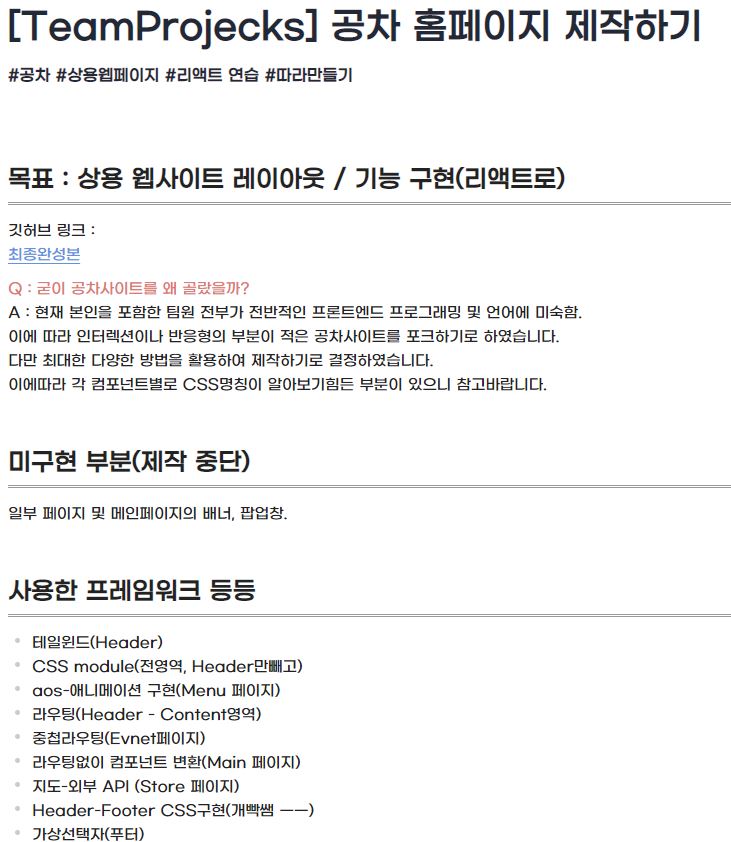 [TeamProjecks] 공차 홈페이지 제작하기
#공차 #상용웹페이지 #리액트 연습 #따라만들기
목표 : 상용 웹사이트 레이아웃 / 기능 구현(리액트로)
깃허브 링크 :
최종완성본
Q : 굳이 공차사이트를 왜 골랐을까?
A : 현재 본인을 포함한 팀원 전부가 전반적인 프론트엔드 프로그래밍 및 언어에 미숙함.
이에 따라 인터렉션이나 반응형의 부분이 적은 공차사이트를 포크하기로 하였습니다.
다만 최대한 다양한 방법을 활용하여 제작하기로 결정하였습니다.
이에따라 각 컴포넌트별로 CSS명칭이 알아보기힘든 부분이 있으니 참고바랍니다.
미구현 부분(제작 중단)
일부 페이지 및 메인페이지의 배너, 팝업창.
사용한 프레임워크 등등
테일윈드(Header)
CSS module(전영역, Header만빼고)
aos-애니메이션 구현(Menu 페이지)
라우팅(Header - Content영역)
중첩라우팅(Evnet페이지)
라우팅없이 컴포넌트 변환(Main 페이지)
지도-외부 API (Store 페이지)
Header-Footer CSS구현(개빡쌤 ㅡㅡ)
가상선택자(푸터)